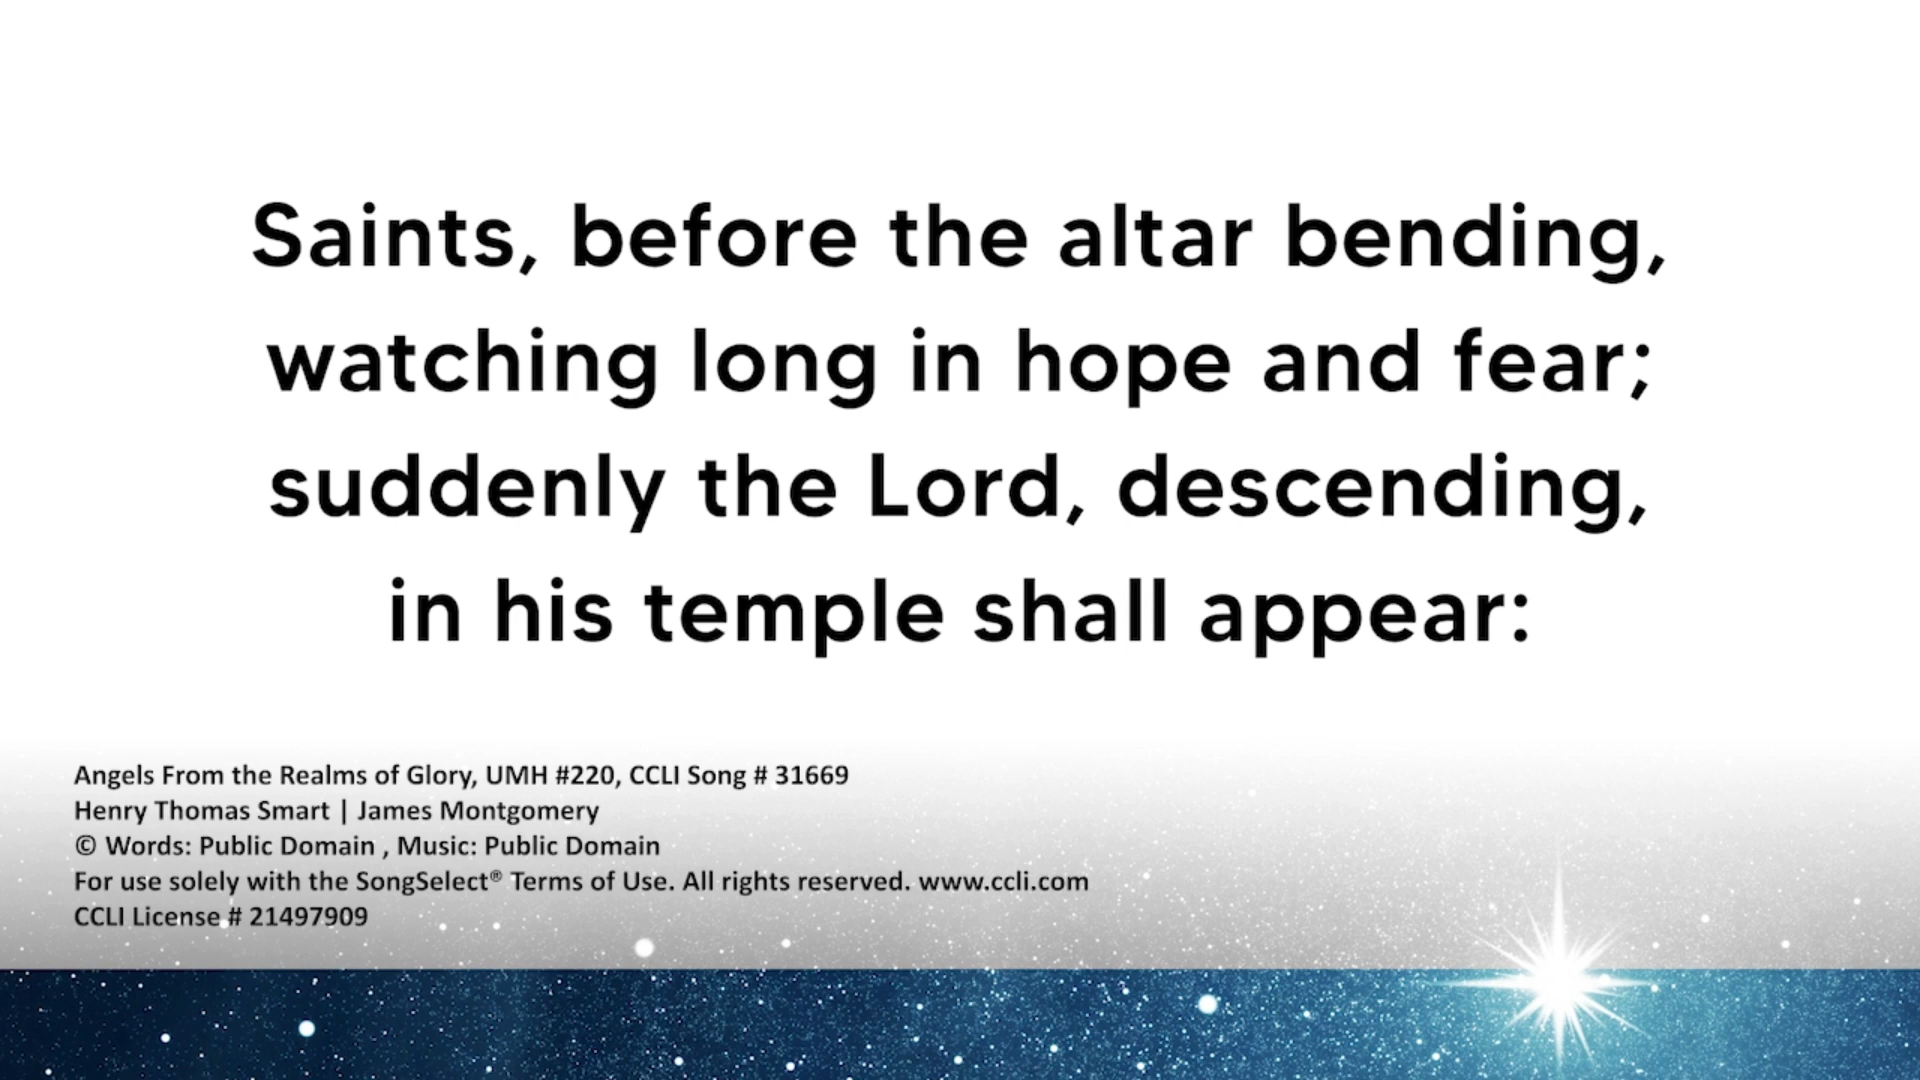 Saints, before the altar bending,
watching long in hope and fear;
suddenly the Lord, descending,
in his temple shall appear:
Angels From the Realms of Glory, UMH #220, CCLI Song # 31669
Henry Thomas Smart | James Montgomery
© Words: Public Domain , Music: Public Domain
For use solely with the SongSelect® Terms of Use. All rights reserved. www.ccli.com
CCLI License # 21497909